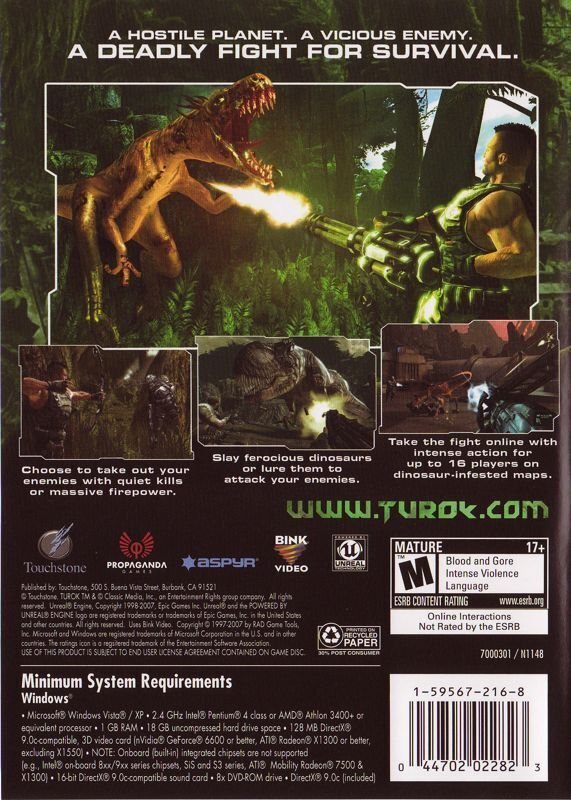 A HOSTILE PLANET. A VICIOUS ENEMY.
A DEADLY FIGHT FOR SURVIVAL.
Choose to take out your
enemies with quiet kills
or massive firepower.
Slay ferocious dinosaurs
or lure them to
attack your enemies.
Take the fight online with
intense action for
up to 16 players on
dinosaur-infested maps.
www.TUROK.com
Touchstone
PROPAGANDA
GAMES
ASPYR
BINK
VIDEO
POWERED BY
UNREAL
TECHNOLOGY
Published by: Touchstone, 500 S. Buena Vista Street, Burbank, CA 91521
© Touchstone, TUROK TM & © Classic Media, Inc., an Entertainment Rights group company. All rights
reserved. Unreal® Engine, Copyright 1998-2007, Epic Games Inc. Unreal® and the POWERED BY
UNREAL® ENGINE logo are registered trademarks or trademarks of Epic Games, Inc. in the United States
and other countries. All rights reserved. Uses Bink Video. Copyright © 1997-2007 by RAD Game Tools,
Inc. Microsoft and Windows are registered trademarks of Microsoft Corporation in the U.S. and in other
countries. The ratings icon is a registered trademark of the Entertainment Software Association.
USE OF THIS PRODUCT IS SUBJECT TO END USER LICENSE AGREEMENT CONTAINED ON GAME DISC.
PRINTED ON
RECYCLED
PAPER
30% POST CONSUMER
MATURE 17+
M
Blood and Gore
Intense Violence
Language
ESRB CONTENT RATING www.esrb.org
Online Interactions
Not Rated by the ESRB
7000301 / N1148
Minimum System Requirements
Windows®
• Microsoft® Windows Vista® / XP • 2.4 GHz Intel® Pentium® 4 class or AMD® Athlon 3400+ or
equivalent processor • 1 GB RAM • 18 GB uncompressed hard drive space • 128 MB DirectX®
9.0c-compatible, 3D video card (nVidia® GeForce® 6600 or better, ATI® Radeon® X1300 or better,
excluding X1550) • NOTE: Onboard (built-in) integrated chipsets are not supported
(e.g., Intel® on-board 8xx/9xx series chipsets, SiS and S3 series, ATI® Mobility Radeon® 7500 &
X1300) • 16-bit DirectX® 9.0c-compatible sound card • 8x DVD-ROM drive • DirectX® 9.0c (included)
1-59567-216-8
0 44702 02282 3